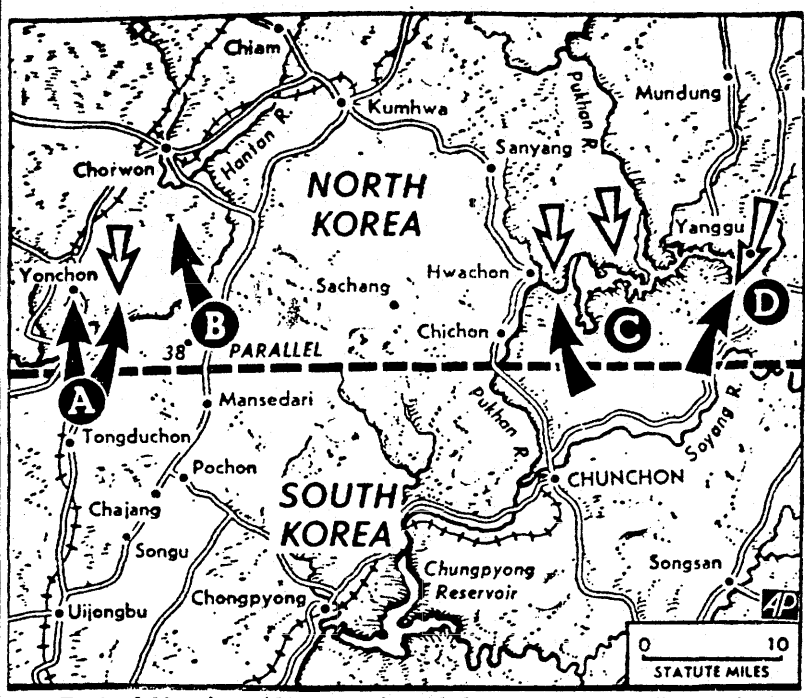 Chiam
Kumhwa
Pukhan R.
Mundung
Hantan R.
Sanyang
Chorwon
NORTH
KOREA
Yanggu
Yonchon
Hwachon
Sachang
B
D
C
Chichon
38 PARALLEL
A
Mansedari
Pukhan R.
Soyang R.
Tongduchon
Pochon
CHUNCHON
SOUTH
KOREA
Chajang
Songu
Chungpyong
Reservoir
Songsan
Chongpyong
AP
Uijongbu
0 10
STATUTE MILES